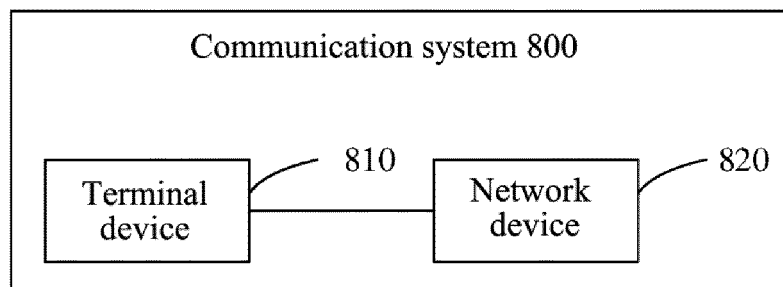 Communication system 800
810
820
Terminal
device
Network
device